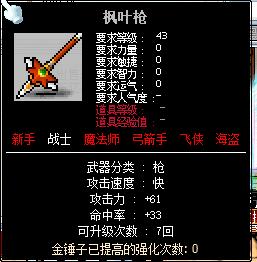 枫叶枪
要求等级: 43
要求力量: 0
要求敏捷: 0
要求智力: 0
要求运气: 0
要求人气度: -
道具等级: -
道具经验值: -
新手 战士 魔法师 弓箭手 飞侠 海盗
武器分类 : 枪
攻击速度 : 快
攻击力 : +61
命中率 : +33
可升级次数 : 7回
金锤子已提高的强化次数: 0